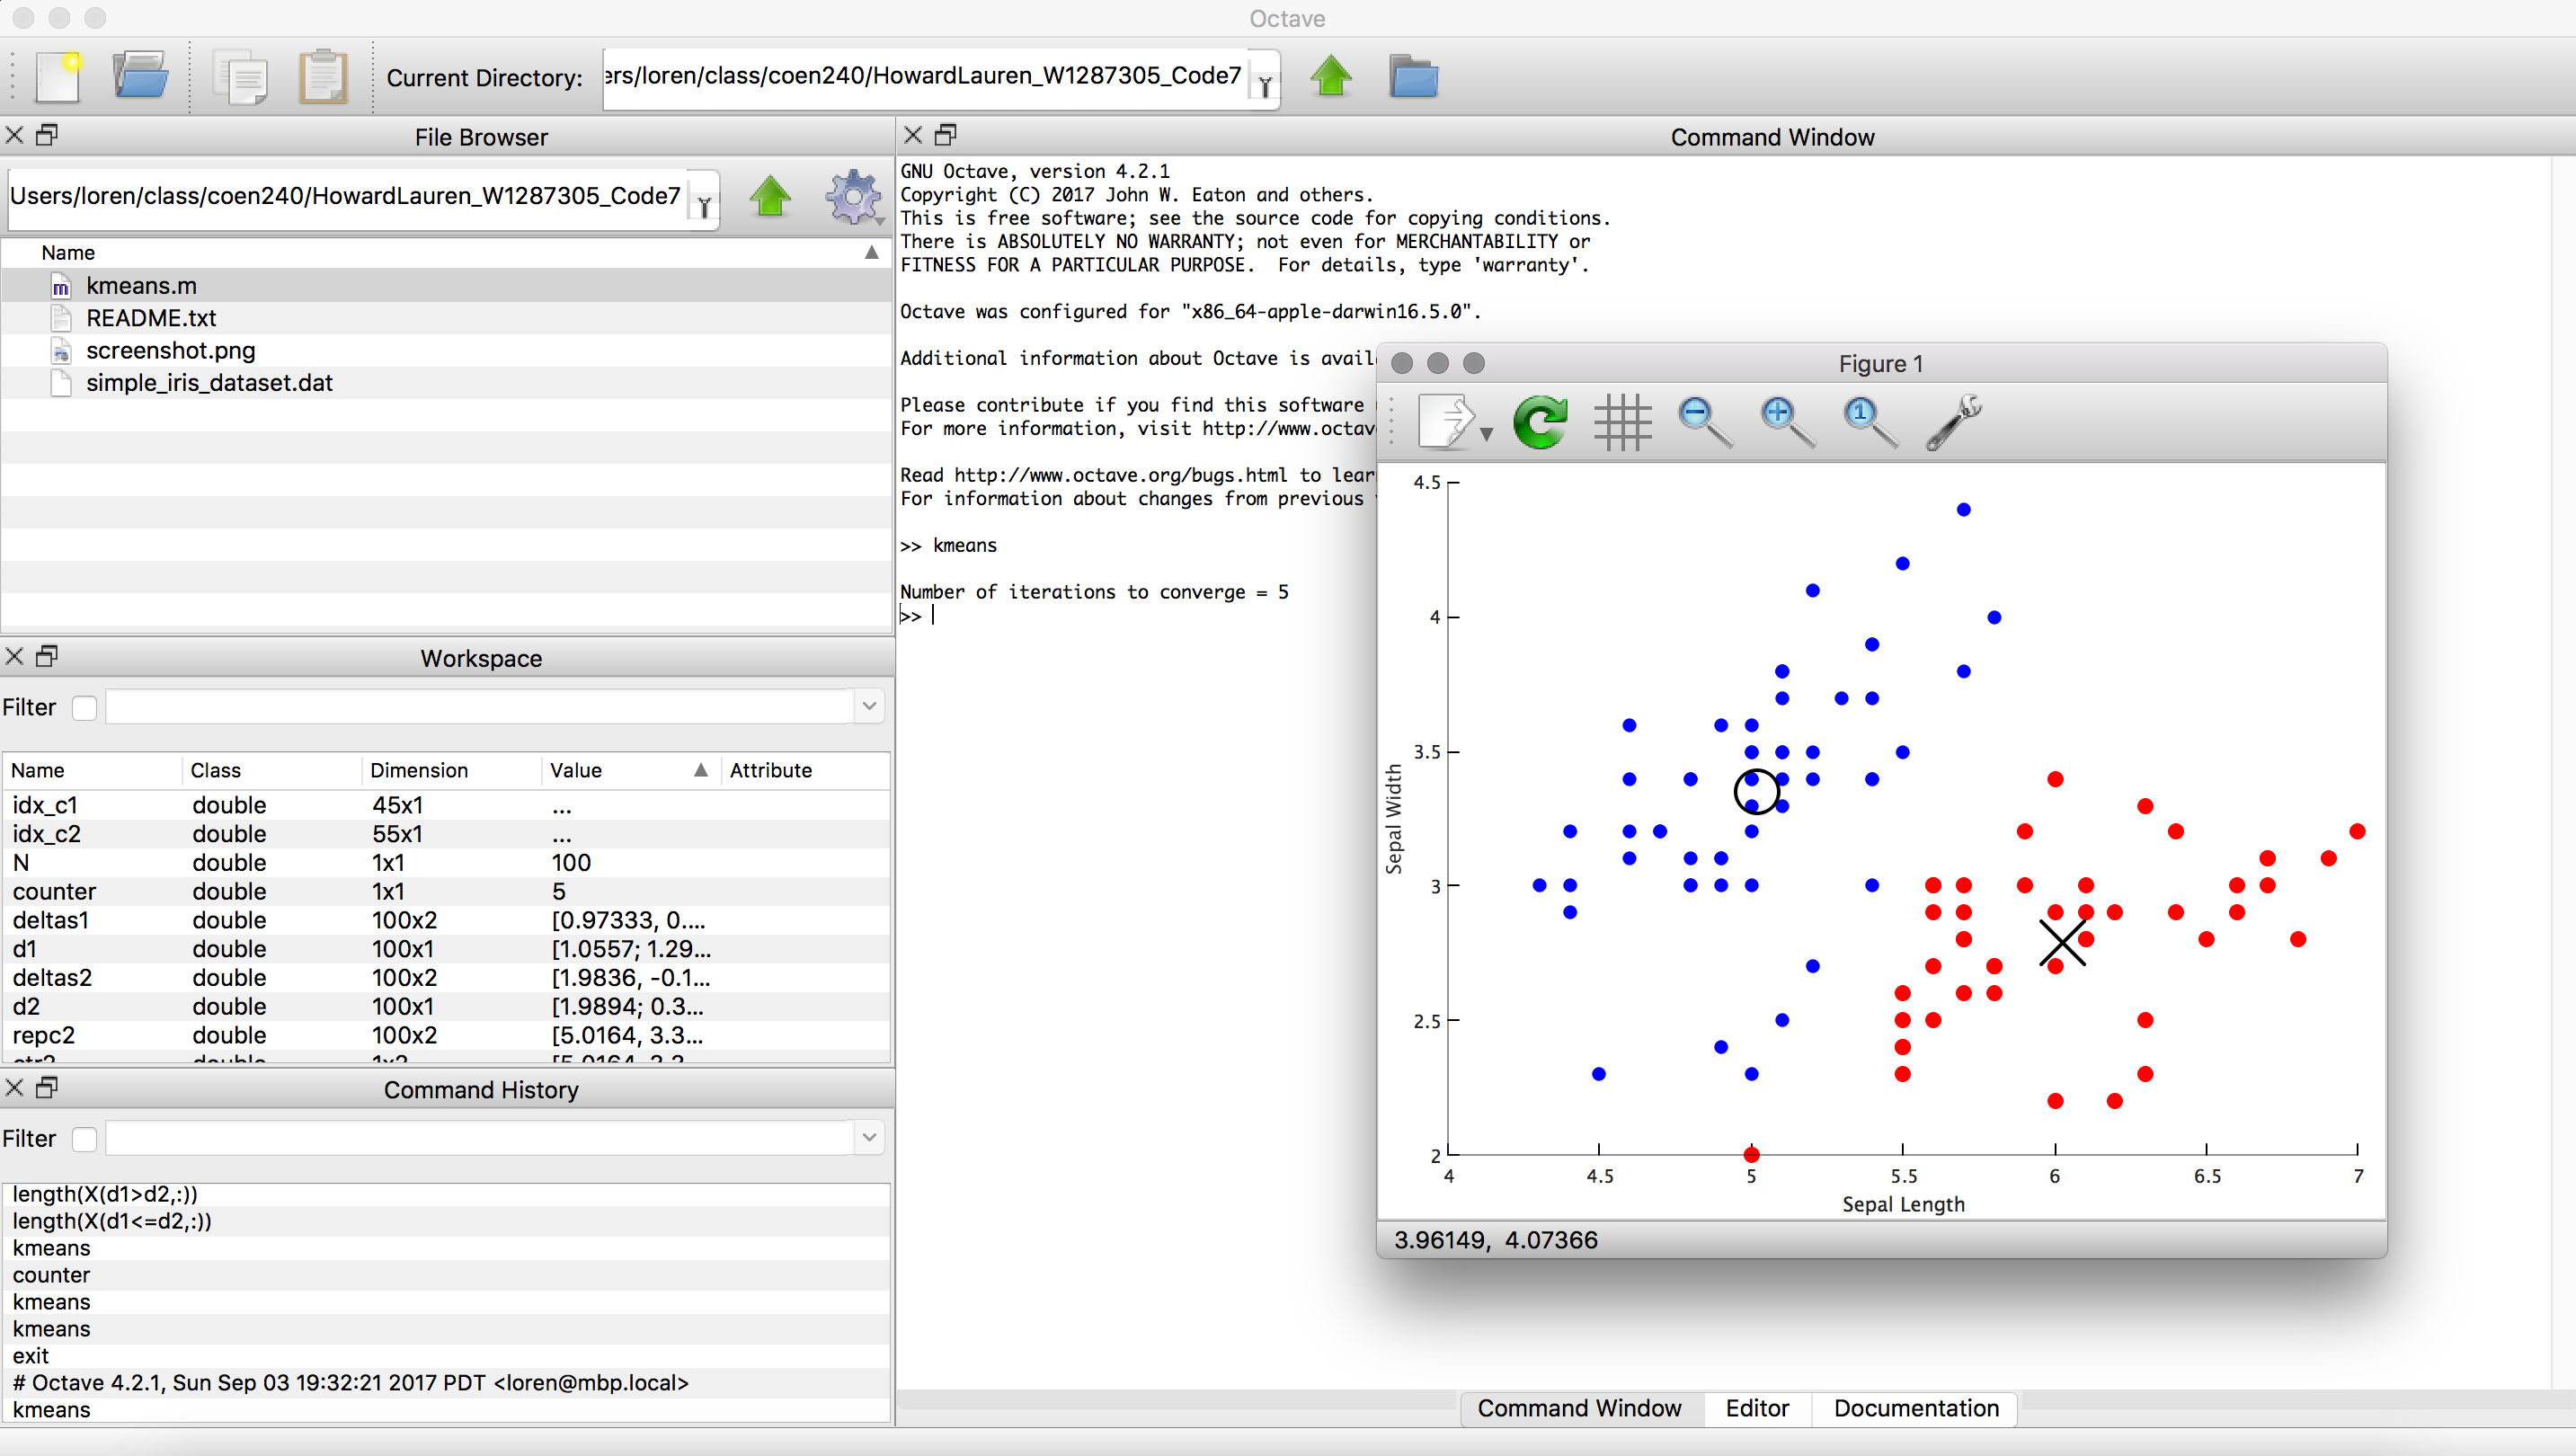 Octave
Current Directory: ers/loren/class/coen240/HowardLauren_W1287305_Code7
File Browser
Users/loren/class/coen240/HowardLauren_W1287305_Code7
Name
kmeans.m
README.txt
screenshot.png
simple_iris_dataset.dat
Workspace
Filter
Name Class Dimension Value Attribute
idx_c1 double 45x1 ...
idx_c2 double 55x1 ...
N double 1x1 100
counter double 1x1 5
deltas1 double 100x2 [0.97333, 0....
d1 double 100x1 [1.0557; 1.29...
deltas2 double 100x2 [1.9836, -0.1...
d2 double 100x1 [1.9894; 0.3...
repc2 double 100x2 [5.0164, 3.3...
ctr2 double 1x2 [5.0164, 3.3...
Command History
Filter
length(X(d1>d2,:))
length(X(d1<=d2,:))
kmeans
counter
kmeans
kmeans
exit
# Octave 4.2.1, Sun Sep 03 19:32:21 2017 PDT <loren@mbp.local>
kmeans
Command Window
GNU Octave, version 4.2.1
Copyright (C) 2017 John W. Eaton and others.
This is free software; see the source code for copying conditions.
There is ABSOLUTELY NO WARRANTY; not even for MERCHANTABILITY or
FITNESS FOR A PARTICULAR PURPOSE.  For details, type 'warranty'.
Octave was configured for "x86_64-apple-darwin16.5.0".
Additional information about Octave is avail
Please contribute if you find this software
For more information, visit http://www.octav
Read http://www.octave.org/bugs.html to lear
For information about changes from previous
>> kmeans
Number of iterations to converge = 5
>>
Figure 1
4.5
4
3.5
3
2.5
2
Sepal Width
4 4.5 5 5.5 6 6.5 7
Sepal Length
3.96149, 4.07366
Command Window Editor Documentation